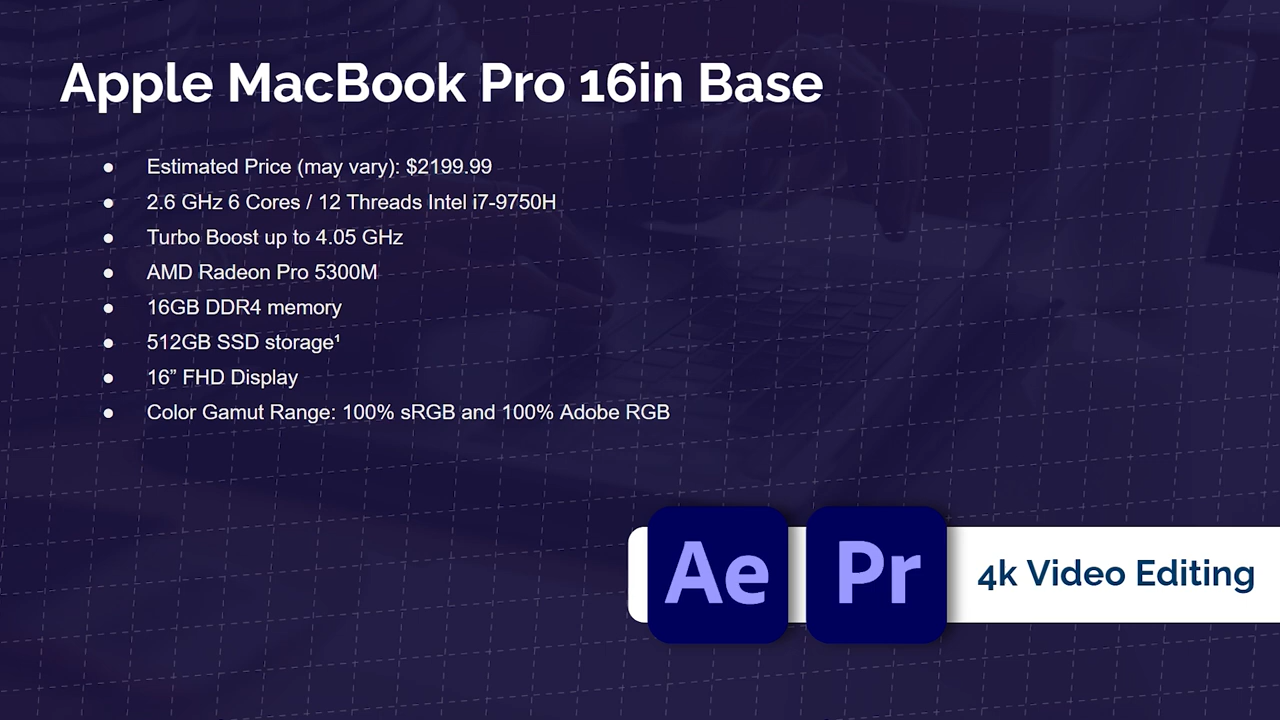 Apple MacBook Pro 16in Base
● Estimated Price (may vary): $2199.99
● 2.6 GHz 6 Cores / 12 Threads Intel i7-9750H
● Turbo Boost up to 4.05 GHz
● AMD Radeon Pro 5300M
● 16GB DDR4 memory
● 512GB SSD storage¹
● 16” FHD Display
● Color Gamut Range: 100% sRGB and 100% Adobe RGB
Ae Pr 4k Video Editing